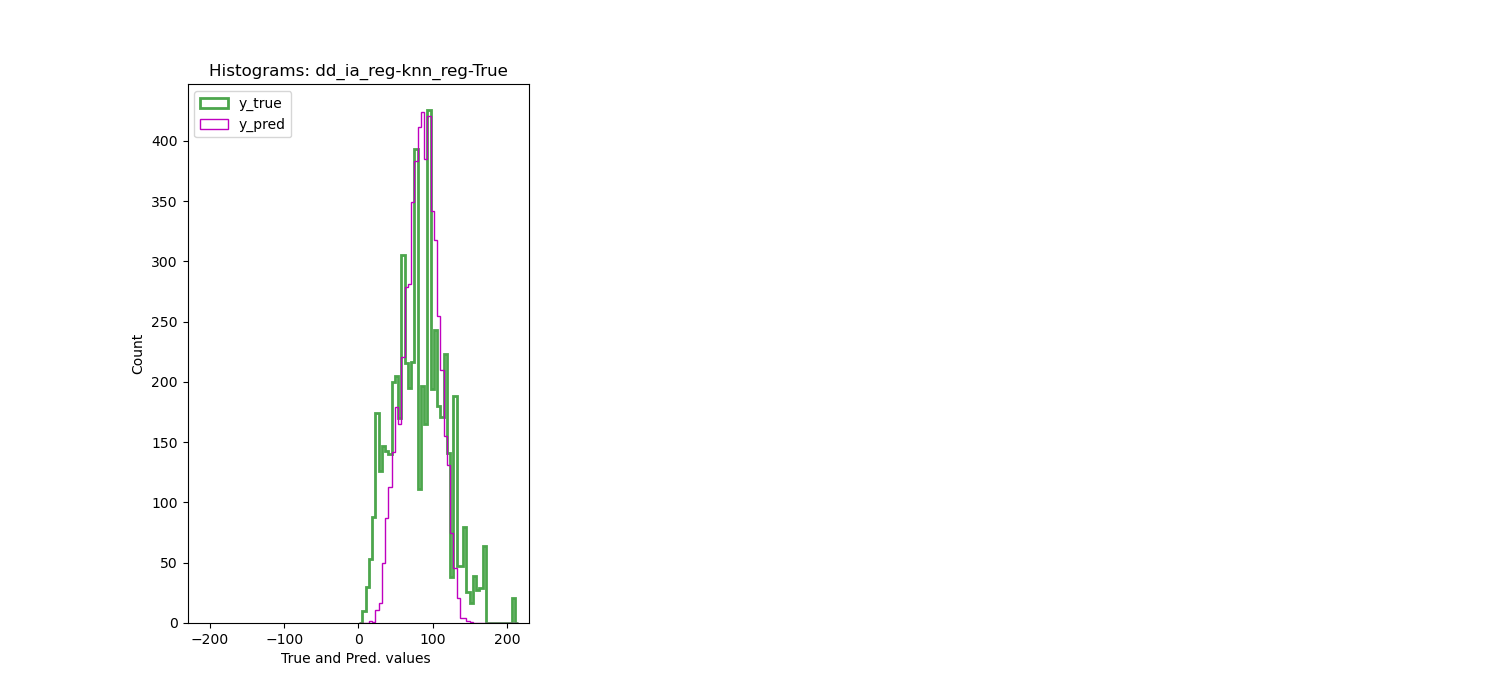 Histograms: dd_ia_reg-knn_reg-True
y_true
y_pred
400
350
300
250
200
150
100
50
0
Count
−200
−100
0
100
200
True and Pred. values